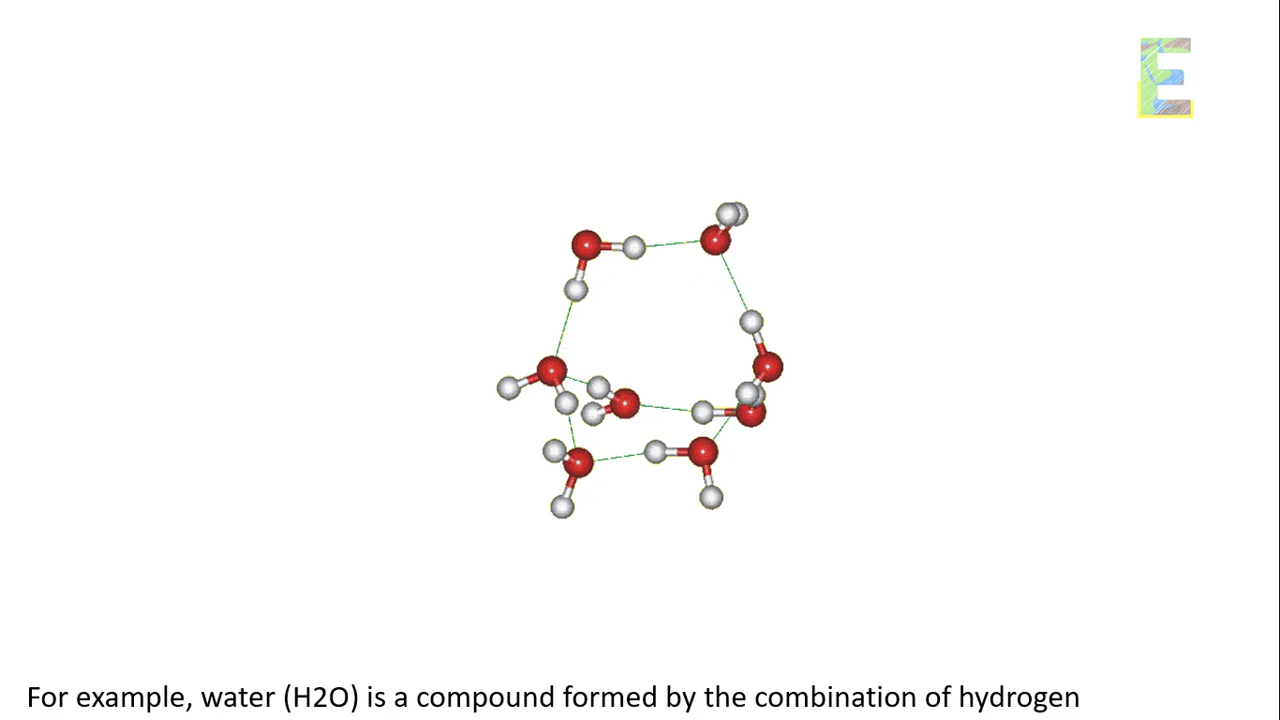 E
For example, water (H2O) is a compound formed by the combination of hydrogen